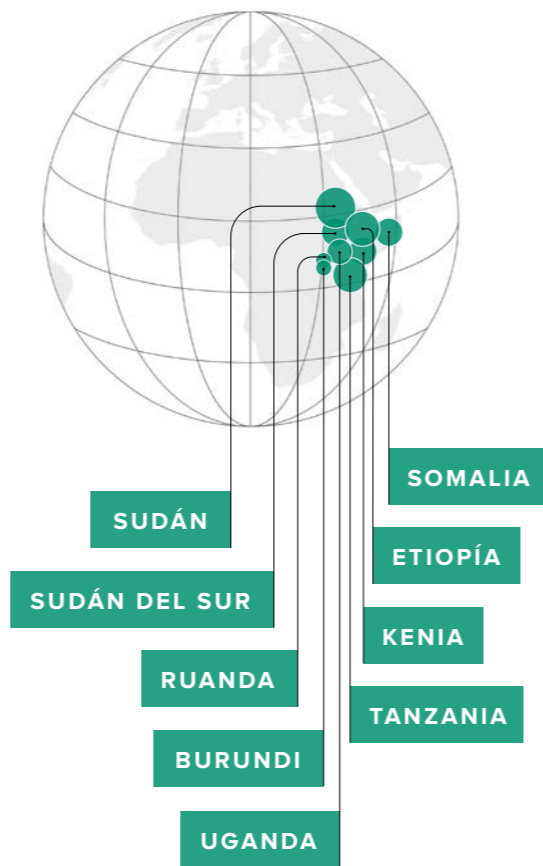 SOMALIA
SUDÁN
ETIOPÍA
SUDÁN DEL SUR
KENIA
RUANDA
TANZANIA
BURUNDI
UGANDA